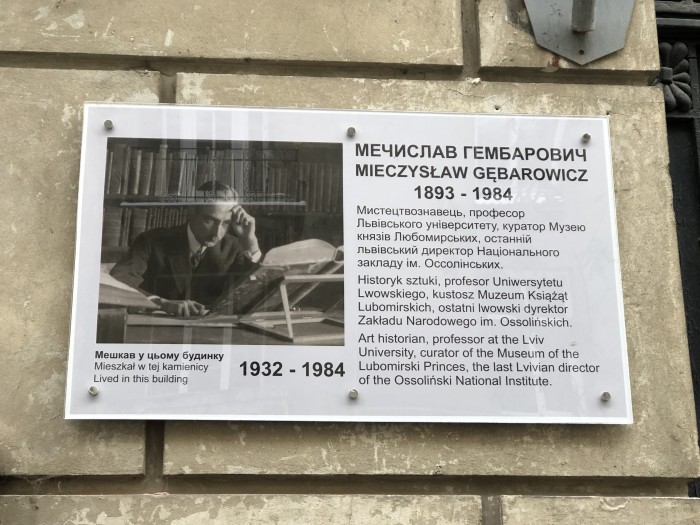 МЕЧИСЛАВ ГЕМБАРОВИЧ
MIECZYSŁAW GĘBAROWICZ
1893 - 1984
Мистецтвознавець, професор
Львівського університету, куратор Музею
князів Любомирських, останній
львівський директор Національного
закладу ім. Оссолінських.
Historyk sztuki, profesor Uniwersytetu
Lwowskiego, kustosz Muzeum Książąt
Lubomirskich, ostatni lwowski dyrektor
Zakładu Narodowego im. Ossolińskich.
Art historian, professor at the Lviv
University, curator of the Museum of the
Lubomirski Princes, the last Lvivian director
of the Ossoliński National Institute.
Мешкав у цьому будинку
Mieszkał w tej kamienicy
Lived in this building
1932 - 1984